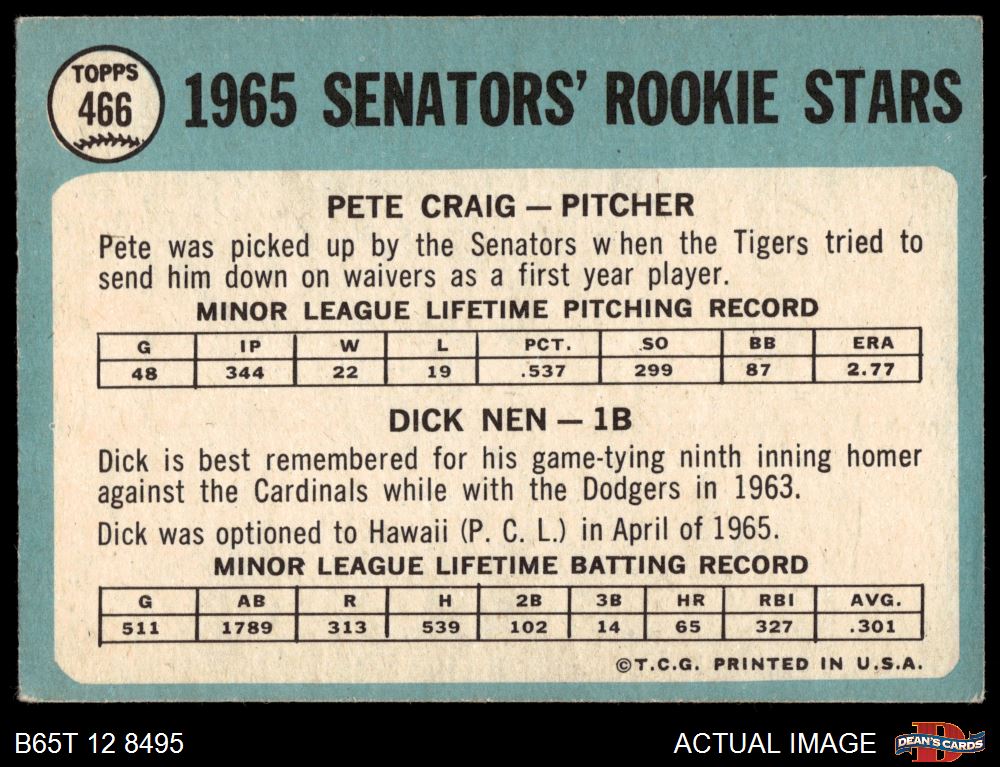 TOPPS
466
1965 SENATORS' ROOKIE STARS
PETE CRAIG — PITCHER
Pete was picked up by the Senators when the Tigers tried to
send him down on waivers as a first year player.
MINOR LEAGUE LIFETIME PITCHING RECORD
G IP W L PCT. SO BB ERA
48 344 22 19 .537 299 87 2.77
DICK NEN — 1B
Dick is best remembered for his game-tying ninth inning homer
against the Cardinals while with the Dodgers in 1963.
Dick was optioned to Hawaii (P. C. L.) in April of 1965.
MINOR LEAGUE LIFETIME BATTING RECORD
G AB R H 2B 3B HR RBI AVG.
511 1789 313 539 102 14 65 327 .301
©T.C.G. PRINTED IN U.S.A.
B65T 12 8495 ACTUAL IMAGE DEAN'S CARDS